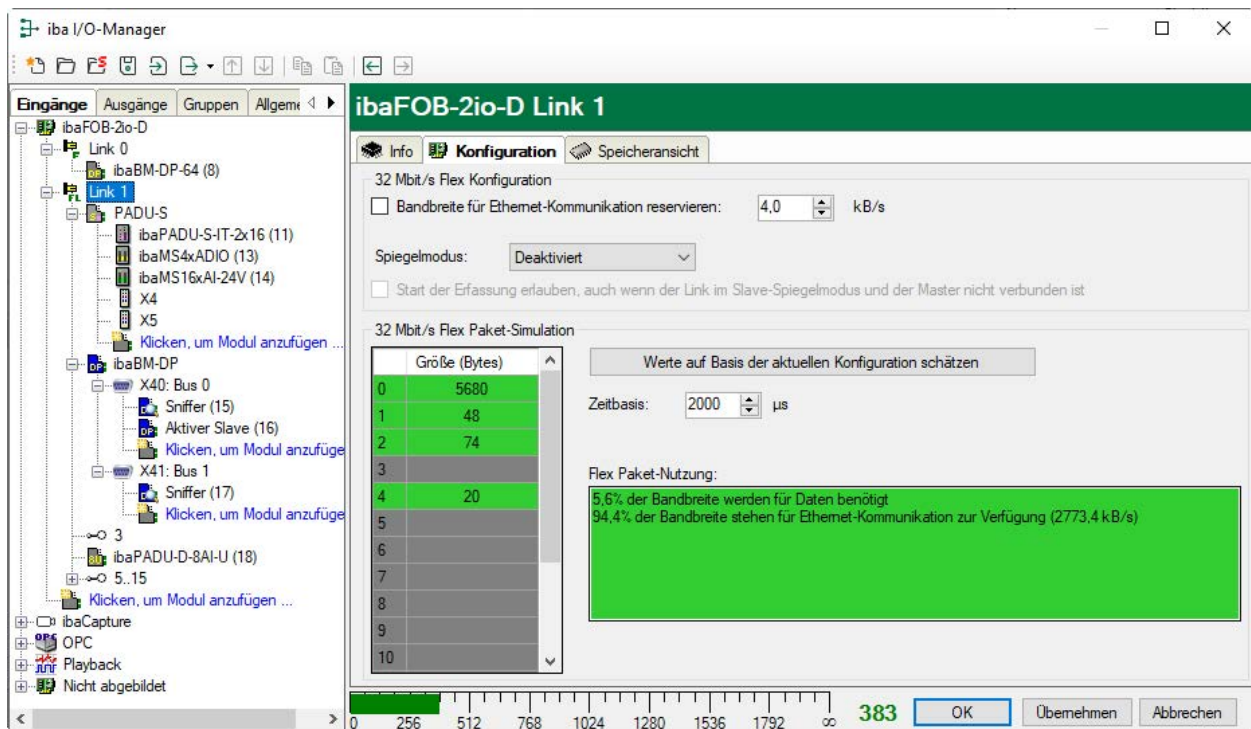 iba I/O-Manager
Eingänge Ausgänge Gruppen Allgeme
ibaFOB-2io-D
Link 0
ibaBM-DP-64 (8)
Link 1
PADU-S
ibaPADU-S-IT-2x16 (11)
ibaMS4xADIO (13)
ibaMS16xAI-24V (14)
X4
X5
Klicken, um Modul anzufügen ...
ibaBM-DP
X40: Bus 0
Sniffer (15)
Aktiver Slave (16)
Klicken, um Modul anzufüge
X41: Bus 1
Sniffer (17)
Klicken, um Modul anzufüge
3
ibaPADU-D-8AI-U (18)
5..15
Klicken, um Modul anzufügen ...
ibaCapture
OPC
Playback
Nicht abgebildet
ibaFOB-2io-D Link 1
Info Konfiguration Speicheransicht
32 Mbit/s Flex Konfiguration
Bandbreite für Ethernet-Kommunikation reservieren: 4,0 kB/s
Spiegelmodus: Deaktiviert
Start der Erfassung erlauben, auch wenn der Link im Slave-Spiegelmodus und der Master nicht verbunden ist
32 Mbit/s Flex Paket-Simulation
Größe (Bytes)
0 5680
1 48
2 74
3
4 20
5
6
7
8
9
10
Werte auf Basis der aktuellen Konfiguration schätzen
Zeitbasis: 2000 µs
Flex Paket-Nutzung:
5,6% der Bandbreite werden für Daten benötigt
94,4% der Bandbreite stehen für Ethernet-Kommunikation zur Verfügung (2773,4 kB/s)
0 256 512 768 1024 1280 1536 1792 ∞
383
OK Übernehmen Abbrechen